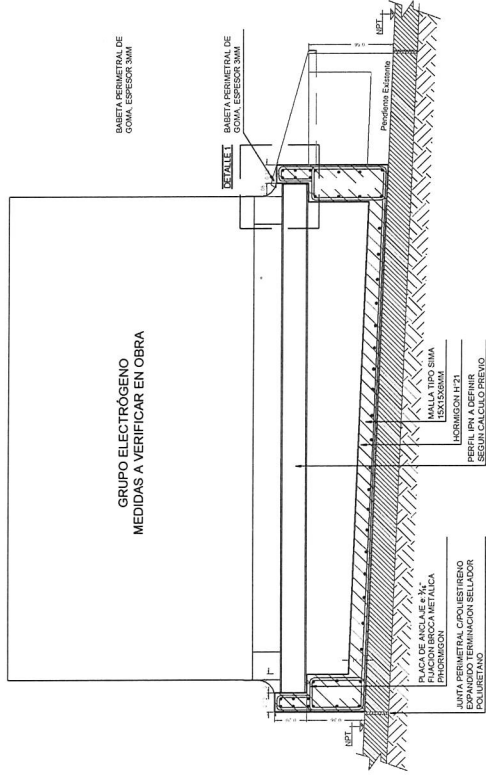 GRUPO ELECTRÓGENO
MEDIDAS A VERIFICAR EN OBRA
BABETA PERIMETRAL DE
GOMA, ESPESOR 3MM
DETALLE 1
BABETA PERIMETRAL DE
GOMA, ESPESOR 3MM
NPT
Pendiente Existente
NPT
PLACA DE ANCLAJE e:3/16"
FIJACION BROCA METALICA
P/HORMIGON
JUNTA PERIMETRAL C/POLIESTIRENO
EXPANDIDO TERMINACION SELLADOR
POLIURETANO
MALLA TIPO SIMA
15X15X6MM
HORMIGON H°21
PERFIL IPN A DEFINIR
SEGUN CALCULO PREVIO